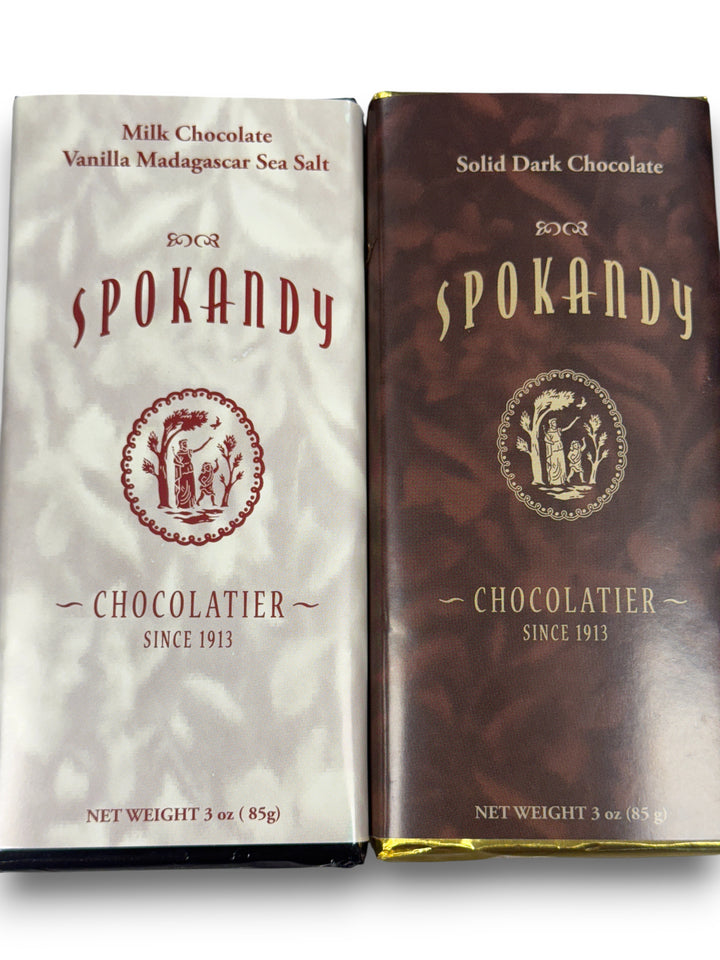 Milk Chocolate
Vanilla Madagascar Sea Salt
SPOKANDY
~ CHOCOLATIER ~
SINCE 1913
NET WEIGHT 3 oz ( 85g)
Solid Dark Chocolate
SPOKANDY
~ CHOCOLATIER ~
SINCE 1913
NET WEIGHT 3 oz (85 g)